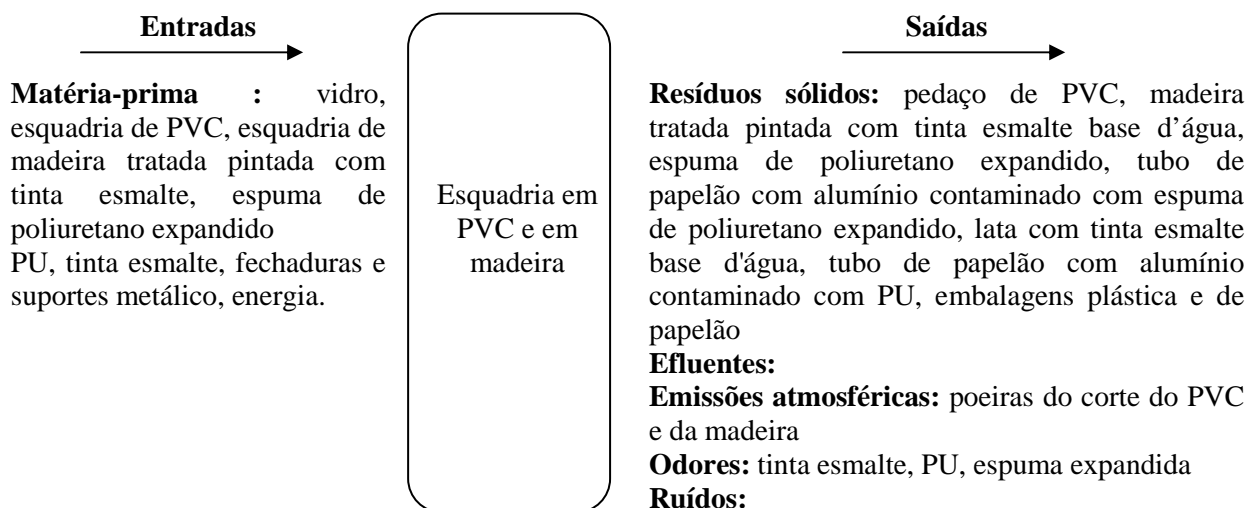 Entradas
Matéria-prima : vidro,
esquadria de PVC, esquadria de
madeira tratada pintada com
tinta esmalte, espuma de
poliuretano expandido
PU, tinta esmalte, fechaduras e
suportes metálico, energia.
Esquadria em
PVC e em
madeira
Saídas
Resíduos sólidos: pedaço de PVC, madeira
tratada pintada com tinta esmalte base d’água,
espuma de poliuretano expandido, tubo de
papelão com alumínio contaminado com espuma
de poliuretano expandido, lata com tinta esmalte
base d'água, tubo de papelão com alumínio
contaminado com PU, embalagens plástica e de
papelão
Efluentes:
Emissões atmosféricas: poeiras do corte do PVC
e da madeira
Odores: tinta esmalte, PU, espuma expandida
Ruídos: